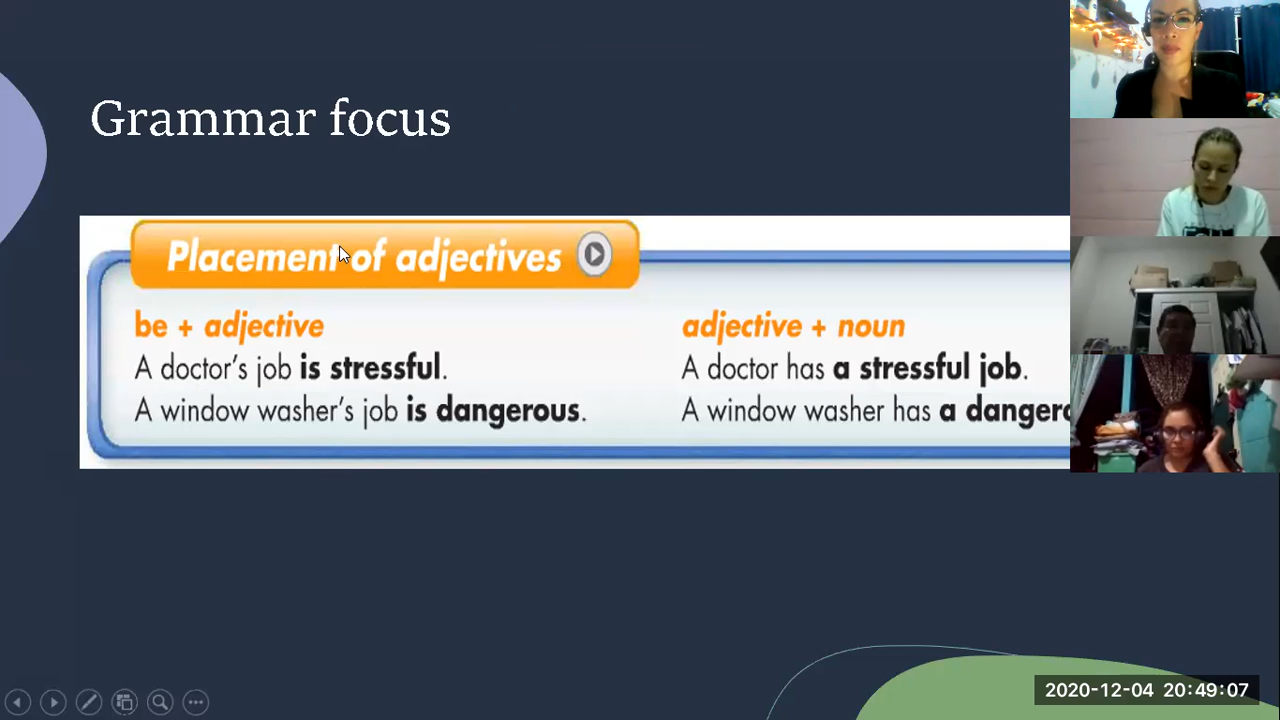 Grammar focus
Placement of adjectives
be + adjective
A doctor's job is stressful.
A window washer's job is dangerous.
adjective + noun
A doctor has a stressful job.
A window washer has a
2020-12-04 20:49:07